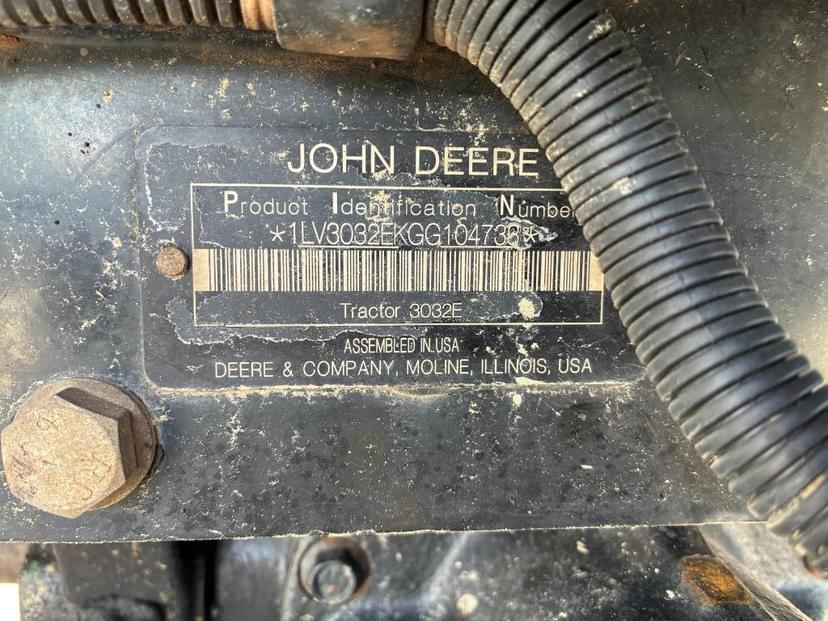 JOHN DEERE
Product Identification Number
*1LV3032EKGG104738*
Tractor 3032E
ASSEMBLED IN USA
DEERE & COMPANY, MOLINE, ILLINOIS, USA